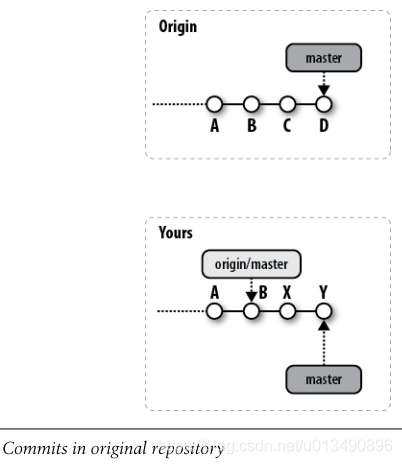 Origin
master
A B C D
Yours
origin/master
A B X Y
master
Commits in original repository
https://blog.csdn.net/u013490896